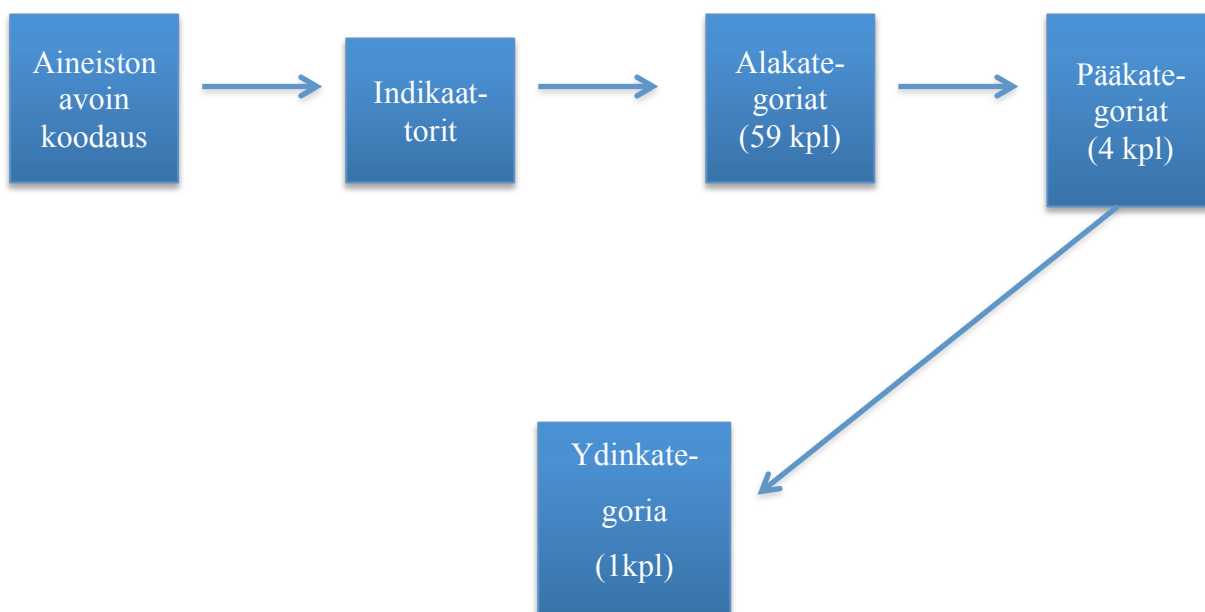 Aineiston
avoin
koodaus
Indikaat-
torit
Alakate-
goriat
(59 kpl)
Pääkate-
goriat
(4 kpl)
Ydinkate-
goria
(1kpl)